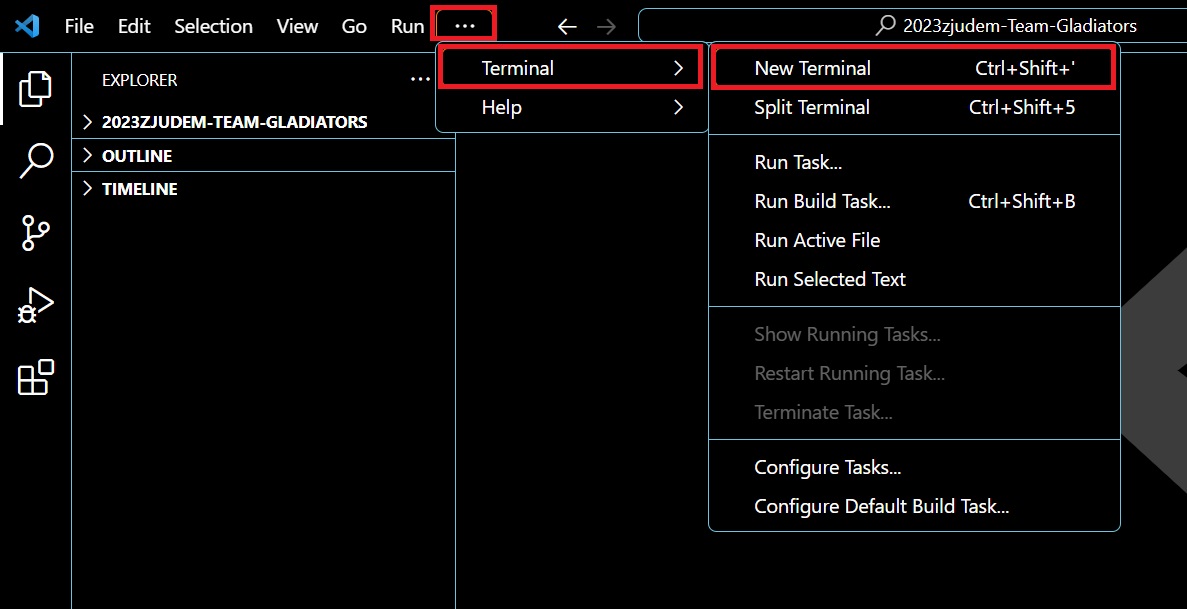 File Edit Selection View Go Run ... 2023zjudem-Team-Gladiators
EXPLORER ...
2023ZJUDEM-TEAM-GLADIATORS
OUTLINE
TIMELINE
Terminal
Help
New Terminal Ctrl+Shift+'
Split Terminal Ctrl+Shift+5
Run Task...
Run Build Task... Ctrl+Shift+B
Run Active File
Run Selected Text
Show Running Tasks...
Restart Running Task...
Terminate Task...
Configure Tasks...
Configure Default Build Task...